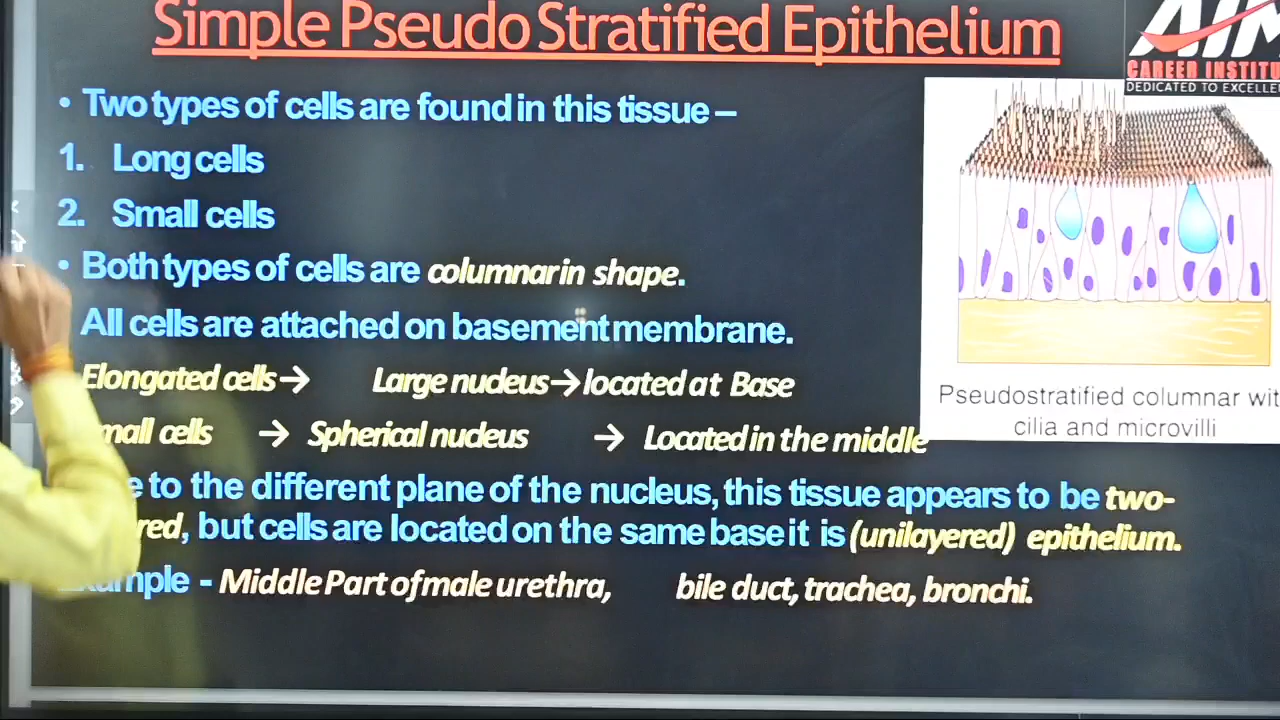 Simple Pseudo Stratified Epithelium
AIM
CAREER INSTITU
DEDICATED TO EXCELLE
• Two types of cells are found in this tissue –
1. Long cells
2. Small cells
• Both types of cells are columnar in shape.
All cells are attached on basement membrane.
Elongated cells → Large nucleus → located at Base
mall cells → Spherical nucleus → Located in the middle
e to the different plane of the nucleus, this tissue appears to be two-
red, but cells are located on the same base it is (unilayered) epithelium.
Example - Middle Part of male urethra, bile duct, trachea, bronchi.
Pseudostratified columnar wit
cilia and microvilli